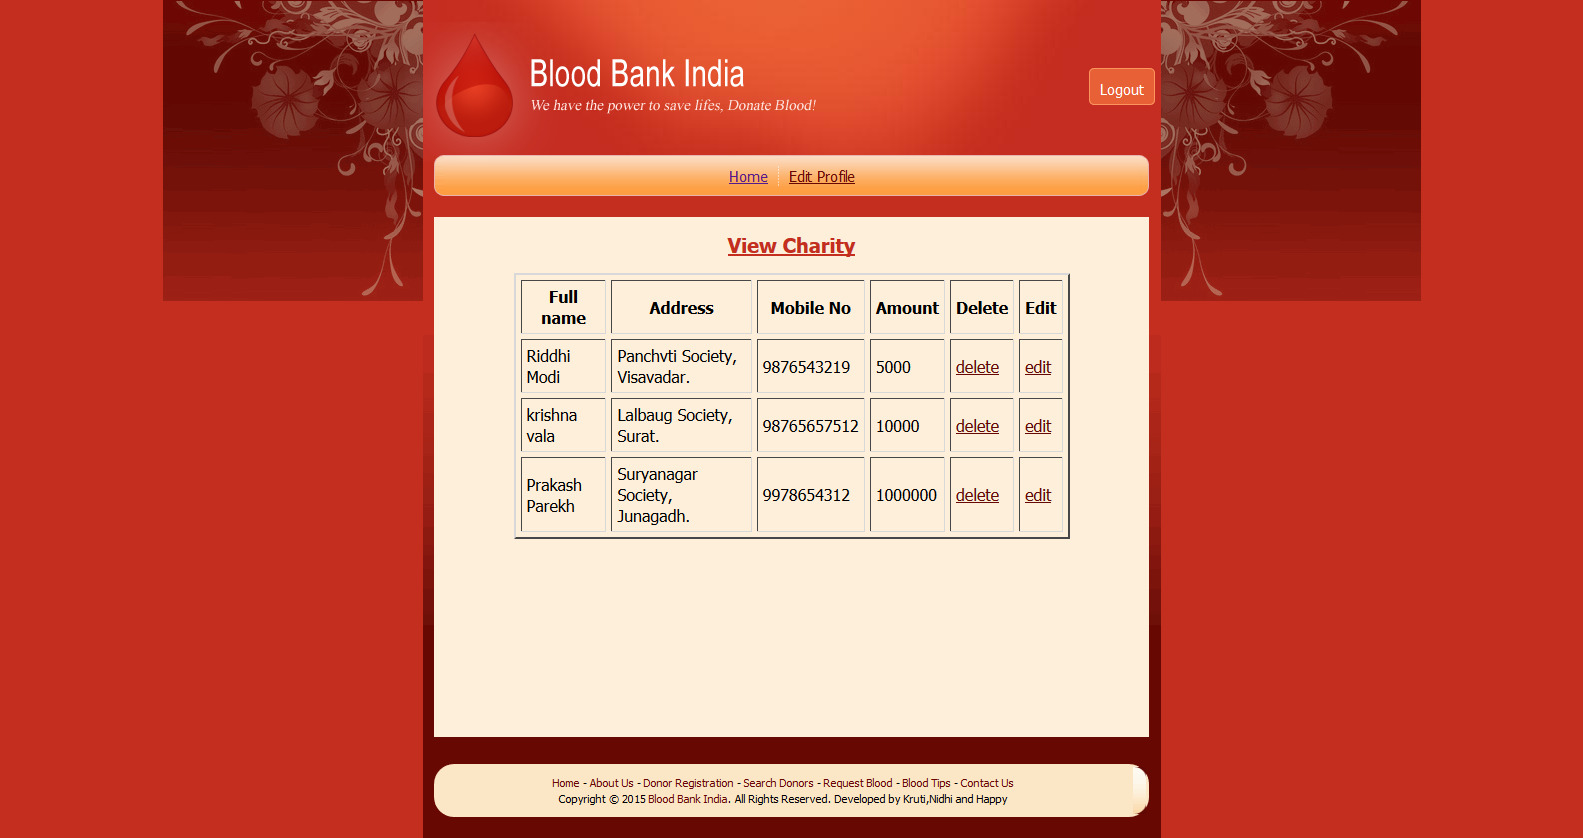 Blood Bank India
We have the power to save lifes, Donate Blood!
Logout
Home Edit Profile
View Charity
Full name Address Mobile No Amount Delete Edit
Riddhi Modi Panchvti Society, Visavadar. 9876543219 5000 delete edit
krishna vala Lalbaug Society, Surat. 98765657512 10000 delete edit
Prakash Parekh Suryanagar Society, Junagadh. 9978654312 1000000 delete edit
Home - About Us - Donor Registration - Search Donors - Request Blood - Blood Tips - Contact Us
Copyright © 2015 Blood Bank India. All Rights Reserved. Developed by Kruti,Nidhi and Happy